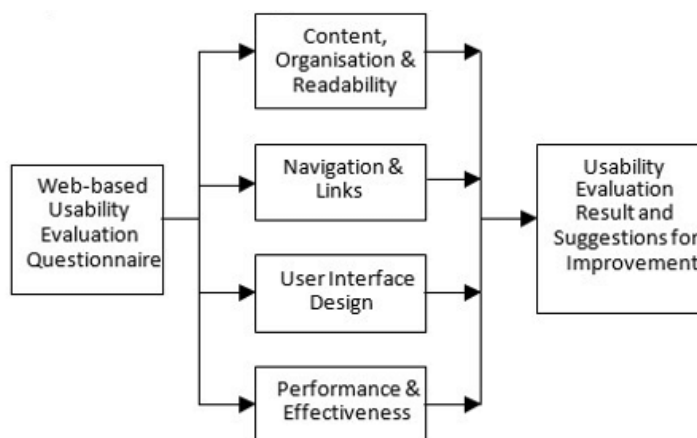 Content,
Organisation &
Readability
Navigation &
Links
Web-based
Usability
Evaluation
Questionnaire
Usability
Evaluation
Result and
Suggestions for
Improvement
User Interface
Design
Performance &
Effectiveness